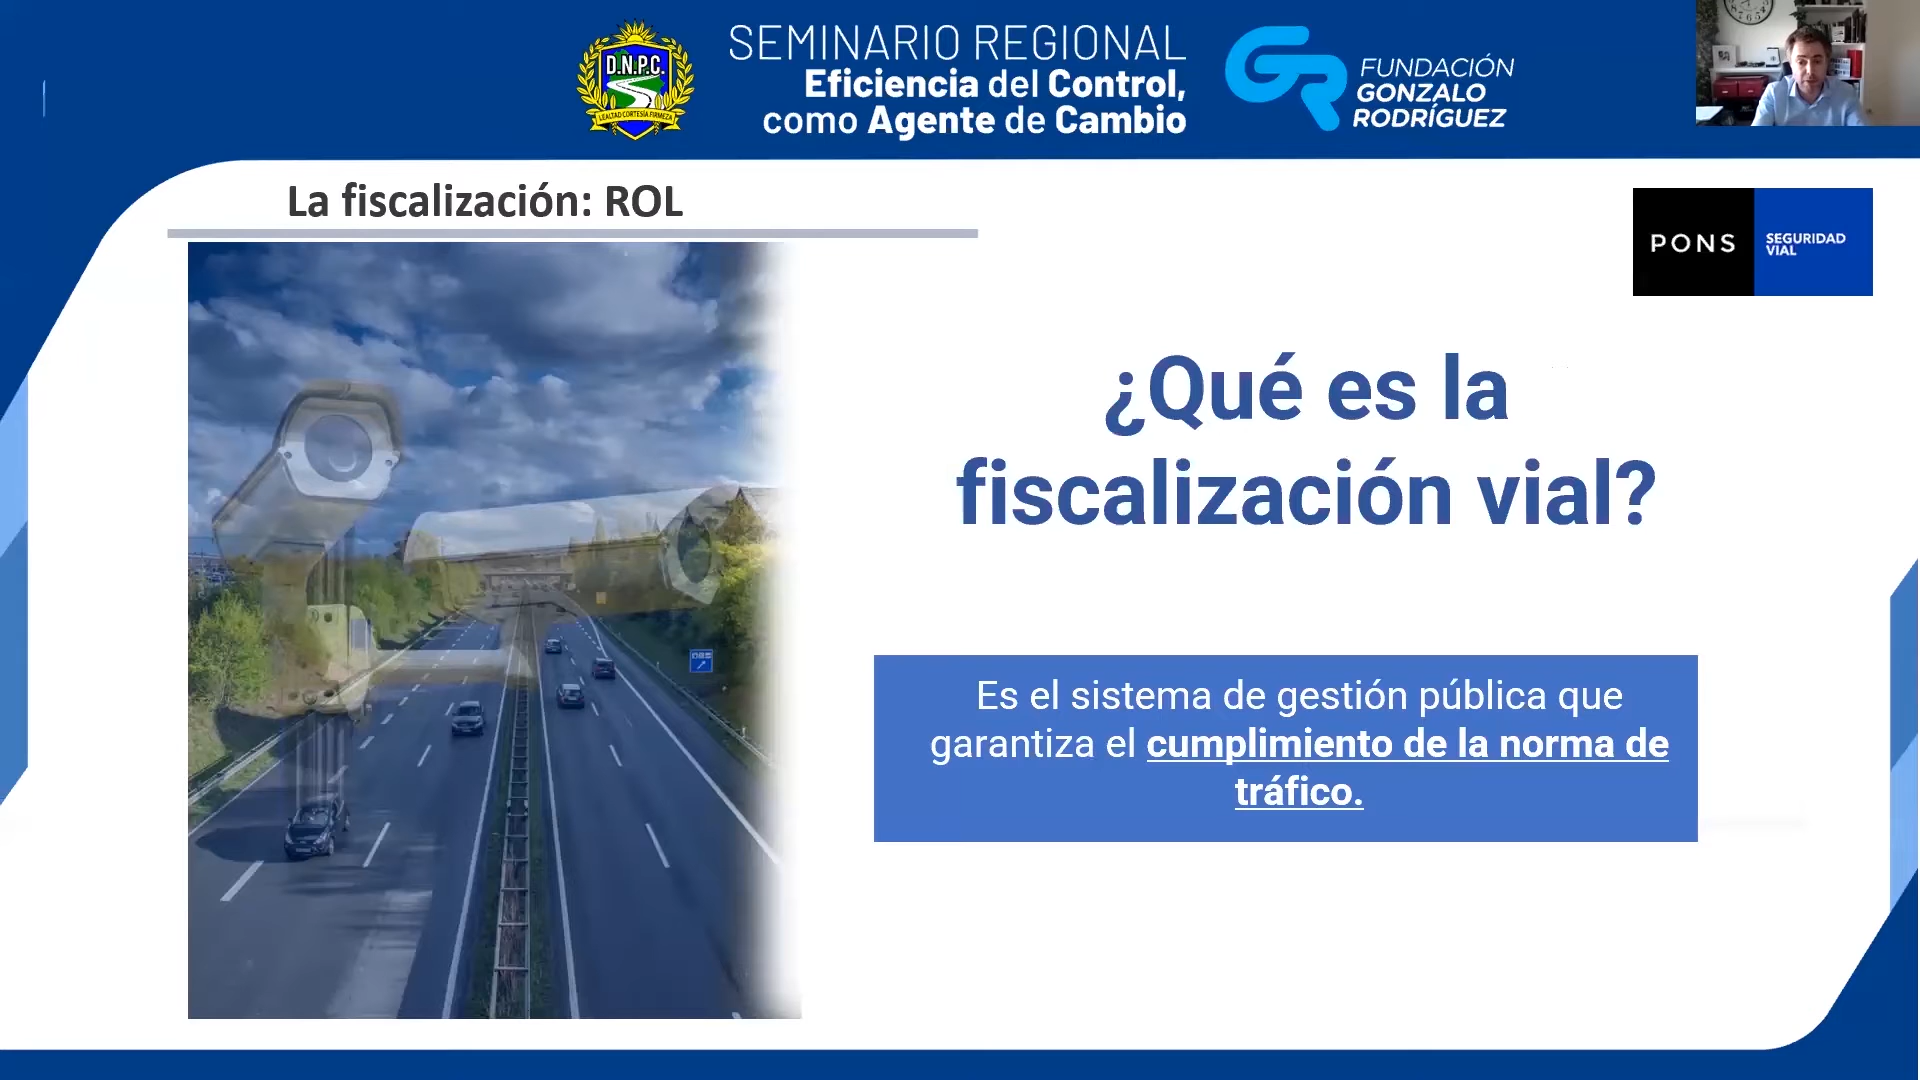 D.N.P.C.
LEALTAD CORTESÍA FIRMEZA
SEMINARIO REGIONAL
Eficiencia del Control,
como Agente de Cambio
GR
FUNDACIÓN
GONZALO
RODRÍGUEZ
La fiscalización: ROL
PONS
SEGURIDAD
VIAL
¿Qué es la
fiscalización vial?
Es el sistema de gestión pública que
garantiza el cumplimiento de la norma de
tráfico.